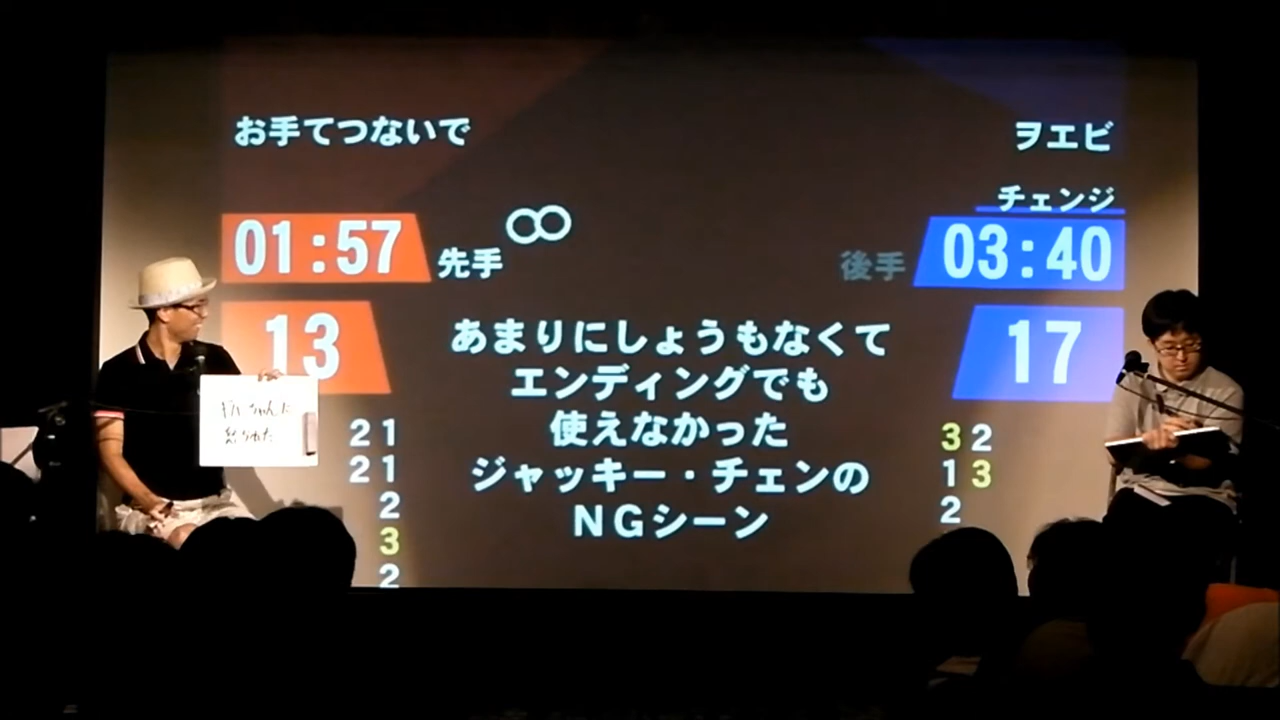 お手てつないで
ヲエビ
チェンジ
01:57
先手
∞
後手
03:40
13
17
あまりにしょうもなくて
エンディングでも
使えなかった
ジャッキー・チェンの
NGシーン
2 1
2 1
2
3
2
3 2
1 3
2